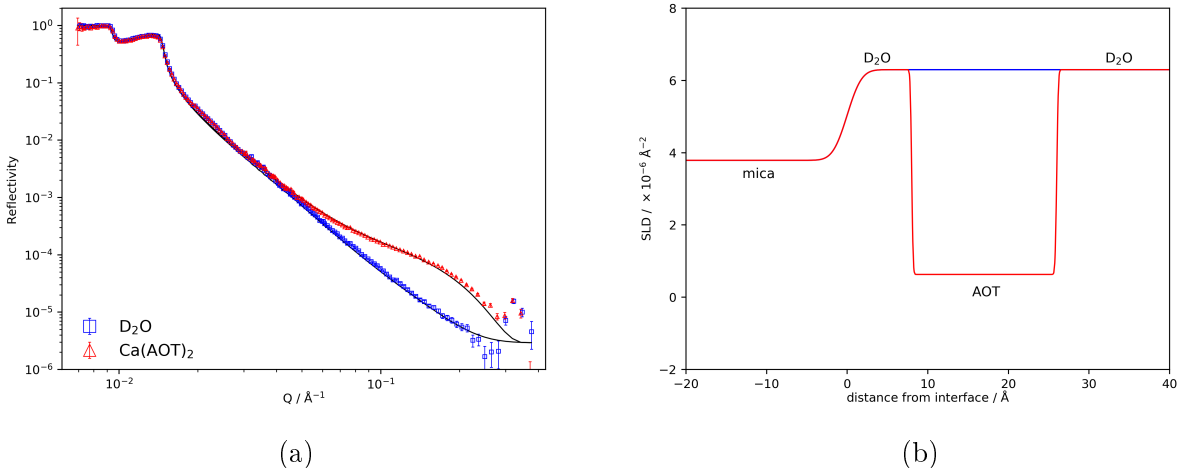 10⁰
10⁻¹
10⁻²
10⁻³
10⁻⁴
10⁻⁵
10⁻⁶
Reflectivity
D₂O
Ca(AOT)₂
10⁻² 10⁻¹
Q / Å⁻¹
(a)
8
6
4
2
0
−2
SLD / × 10⁻⁶ Å⁻²
D₂O D₂O
mica
AOT
−20 −10 0 10 20 30 40
distance from interface / Å
(b)